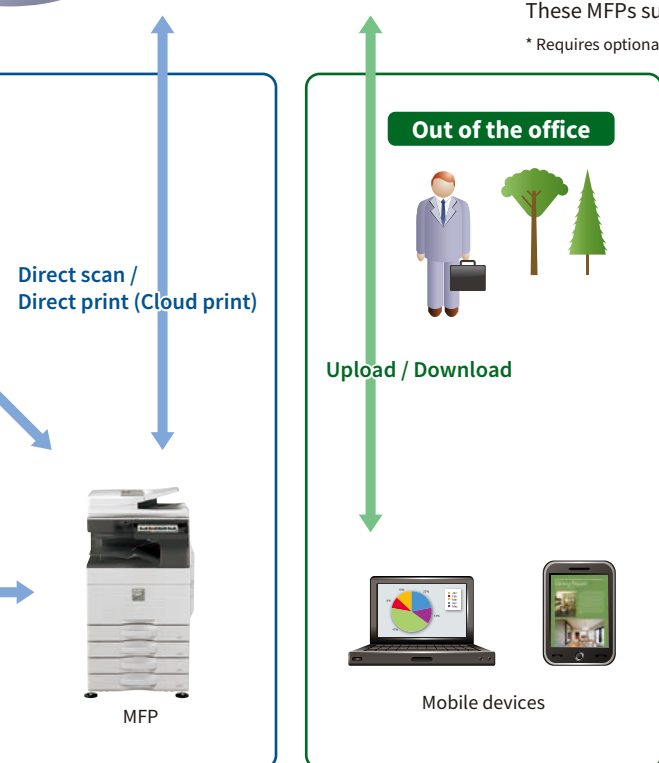 These MFPs su
* Requires optiona
Out of the office
Direct scan /
Direct print (Cloud print)
Upload / Download
MFP
Mobile devices